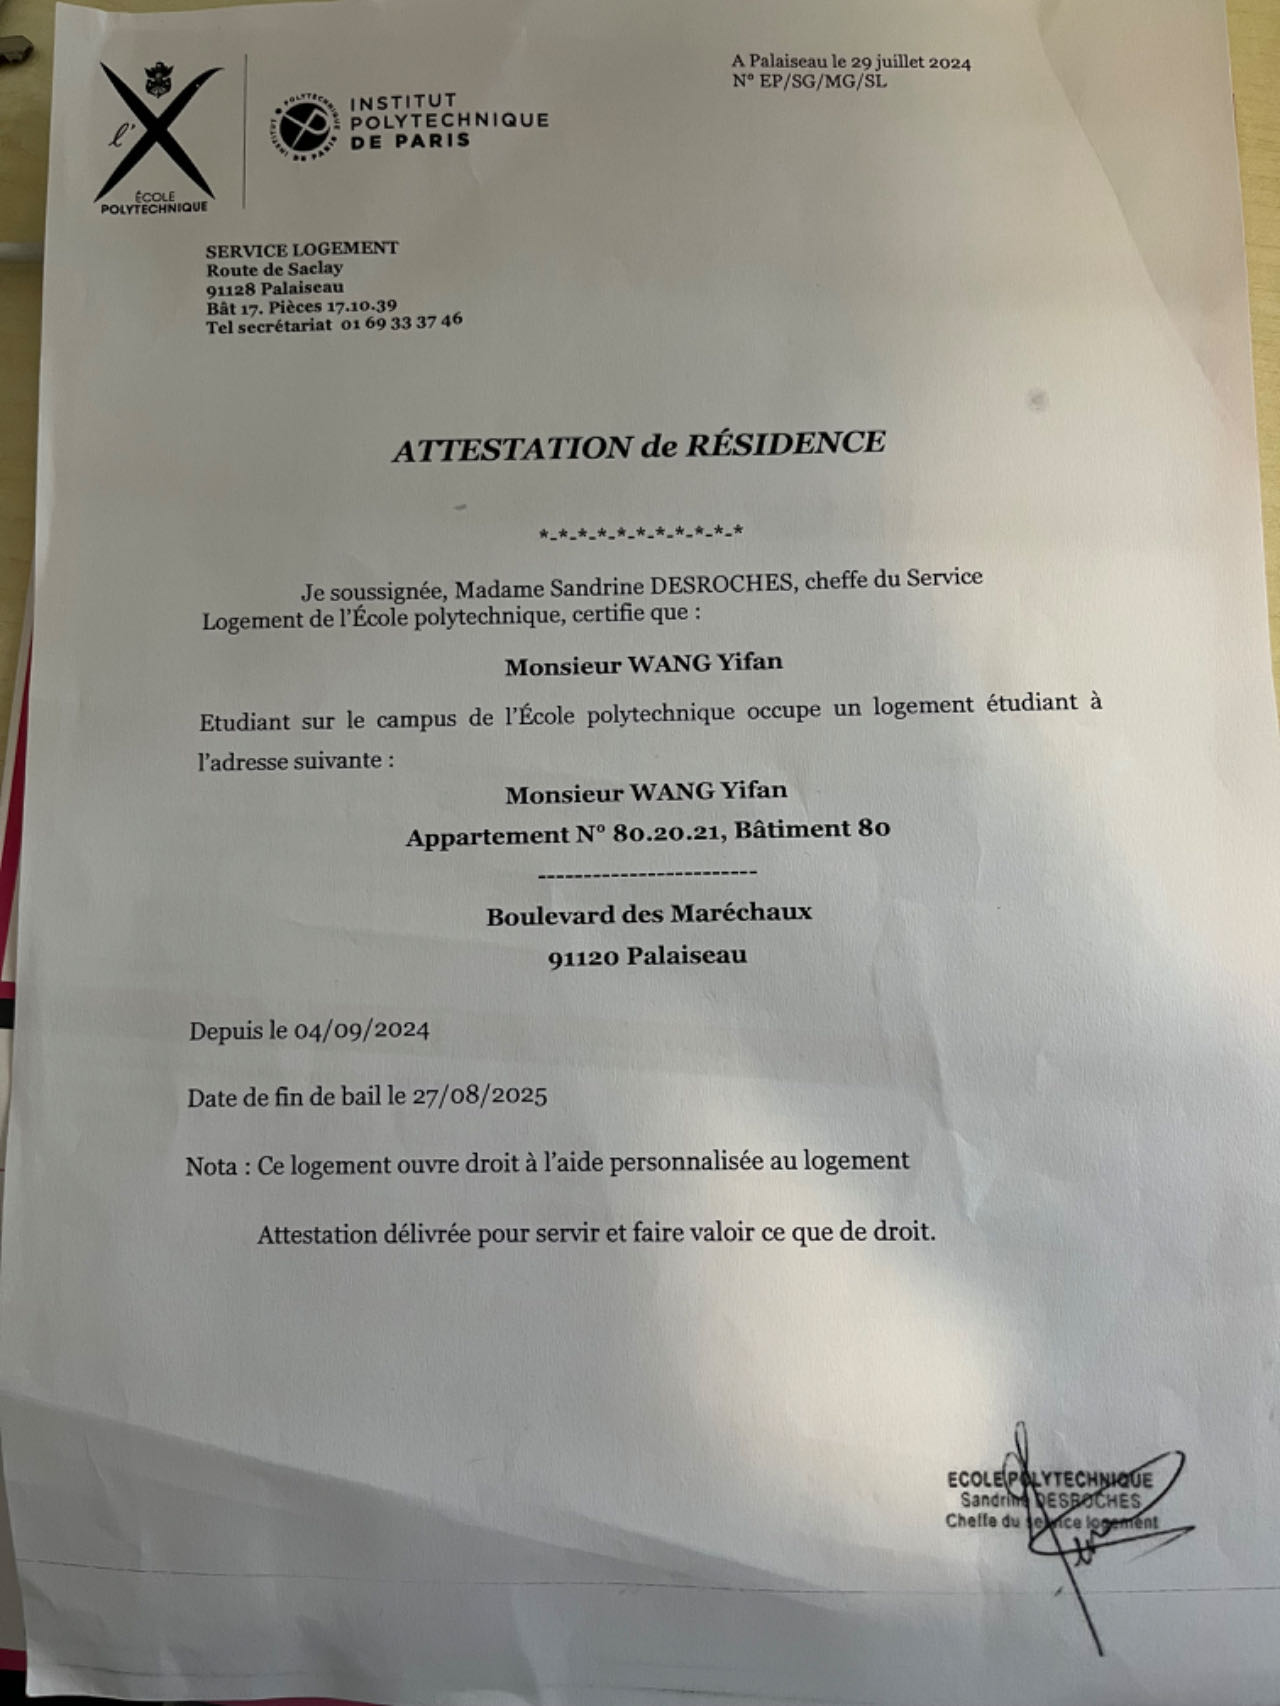 l'
ÉCOLE
POLYTECHNIQUE
INSTITUT
POLYTECHNIQUE
DE PARIS
A Palaiseau le 29 juillet 2024
N° EP/SG/MG/SL
SERVICE LOGEMENT
Route de Saclay
91128 Palaiseau
Bât 17. Pièces 17.10.39
Tel secrétariat 01 69 33 37 46
ATTESTATION de RÉSIDENCE
*-*-*-*-*-*-*-*-*-*-*
Je soussignée, Madame Sandrine DESROCHES, cheffe du Service
Logement de l'École polytechnique, certifie que :
Monsieur WANG Yifan
Etudiant sur le campus de l'École polytechnique occupe un logement étudiant à
l'adresse suivante :
Monsieur WANG Yifan
Appartement N° 80.20.21, Bâtiment 80
------------------------
Boulevard des Maréchaux
91120 Palaiseau
Depuis le 04/09/2024
Date de fin de bail le 27/08/2025
Nota : Ce logement ouvre droit à l'aide personnalisée au logement
Attestation délivrée pour servir et faire valoir ce que de droit.
ECOLE POLYTECHNIQUE
Sandrine DESROCHES
Cheffe du service logement